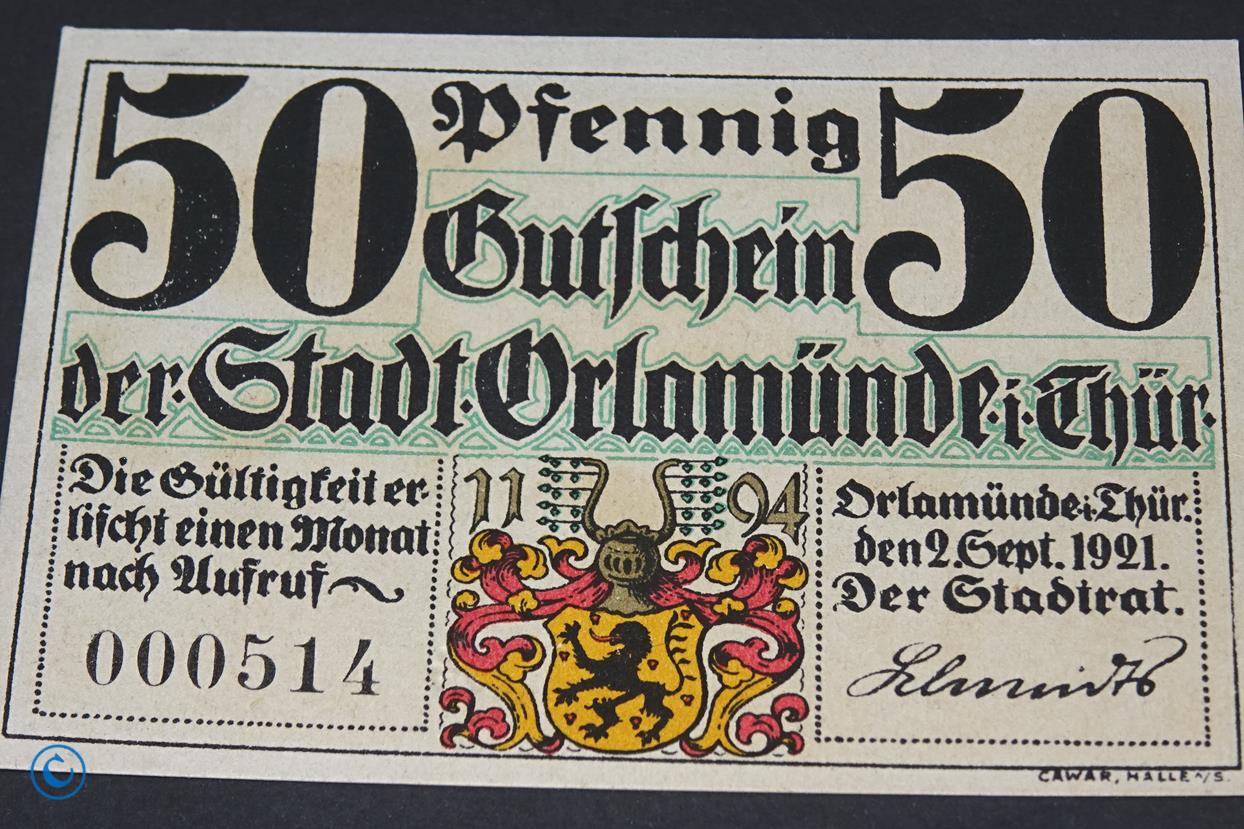 50 Pfennig 50
Gutschein
der Stadt Orlamünde i. Thür.
Die Gültigkeit er-
lischt einen Monat
nach Aufruf
000514
11 94
Orlamünde i. Thür.
den 2. Sept. 1921.
Der Stadtrat.
Schmidt
CAWAR, HALLE A/S.